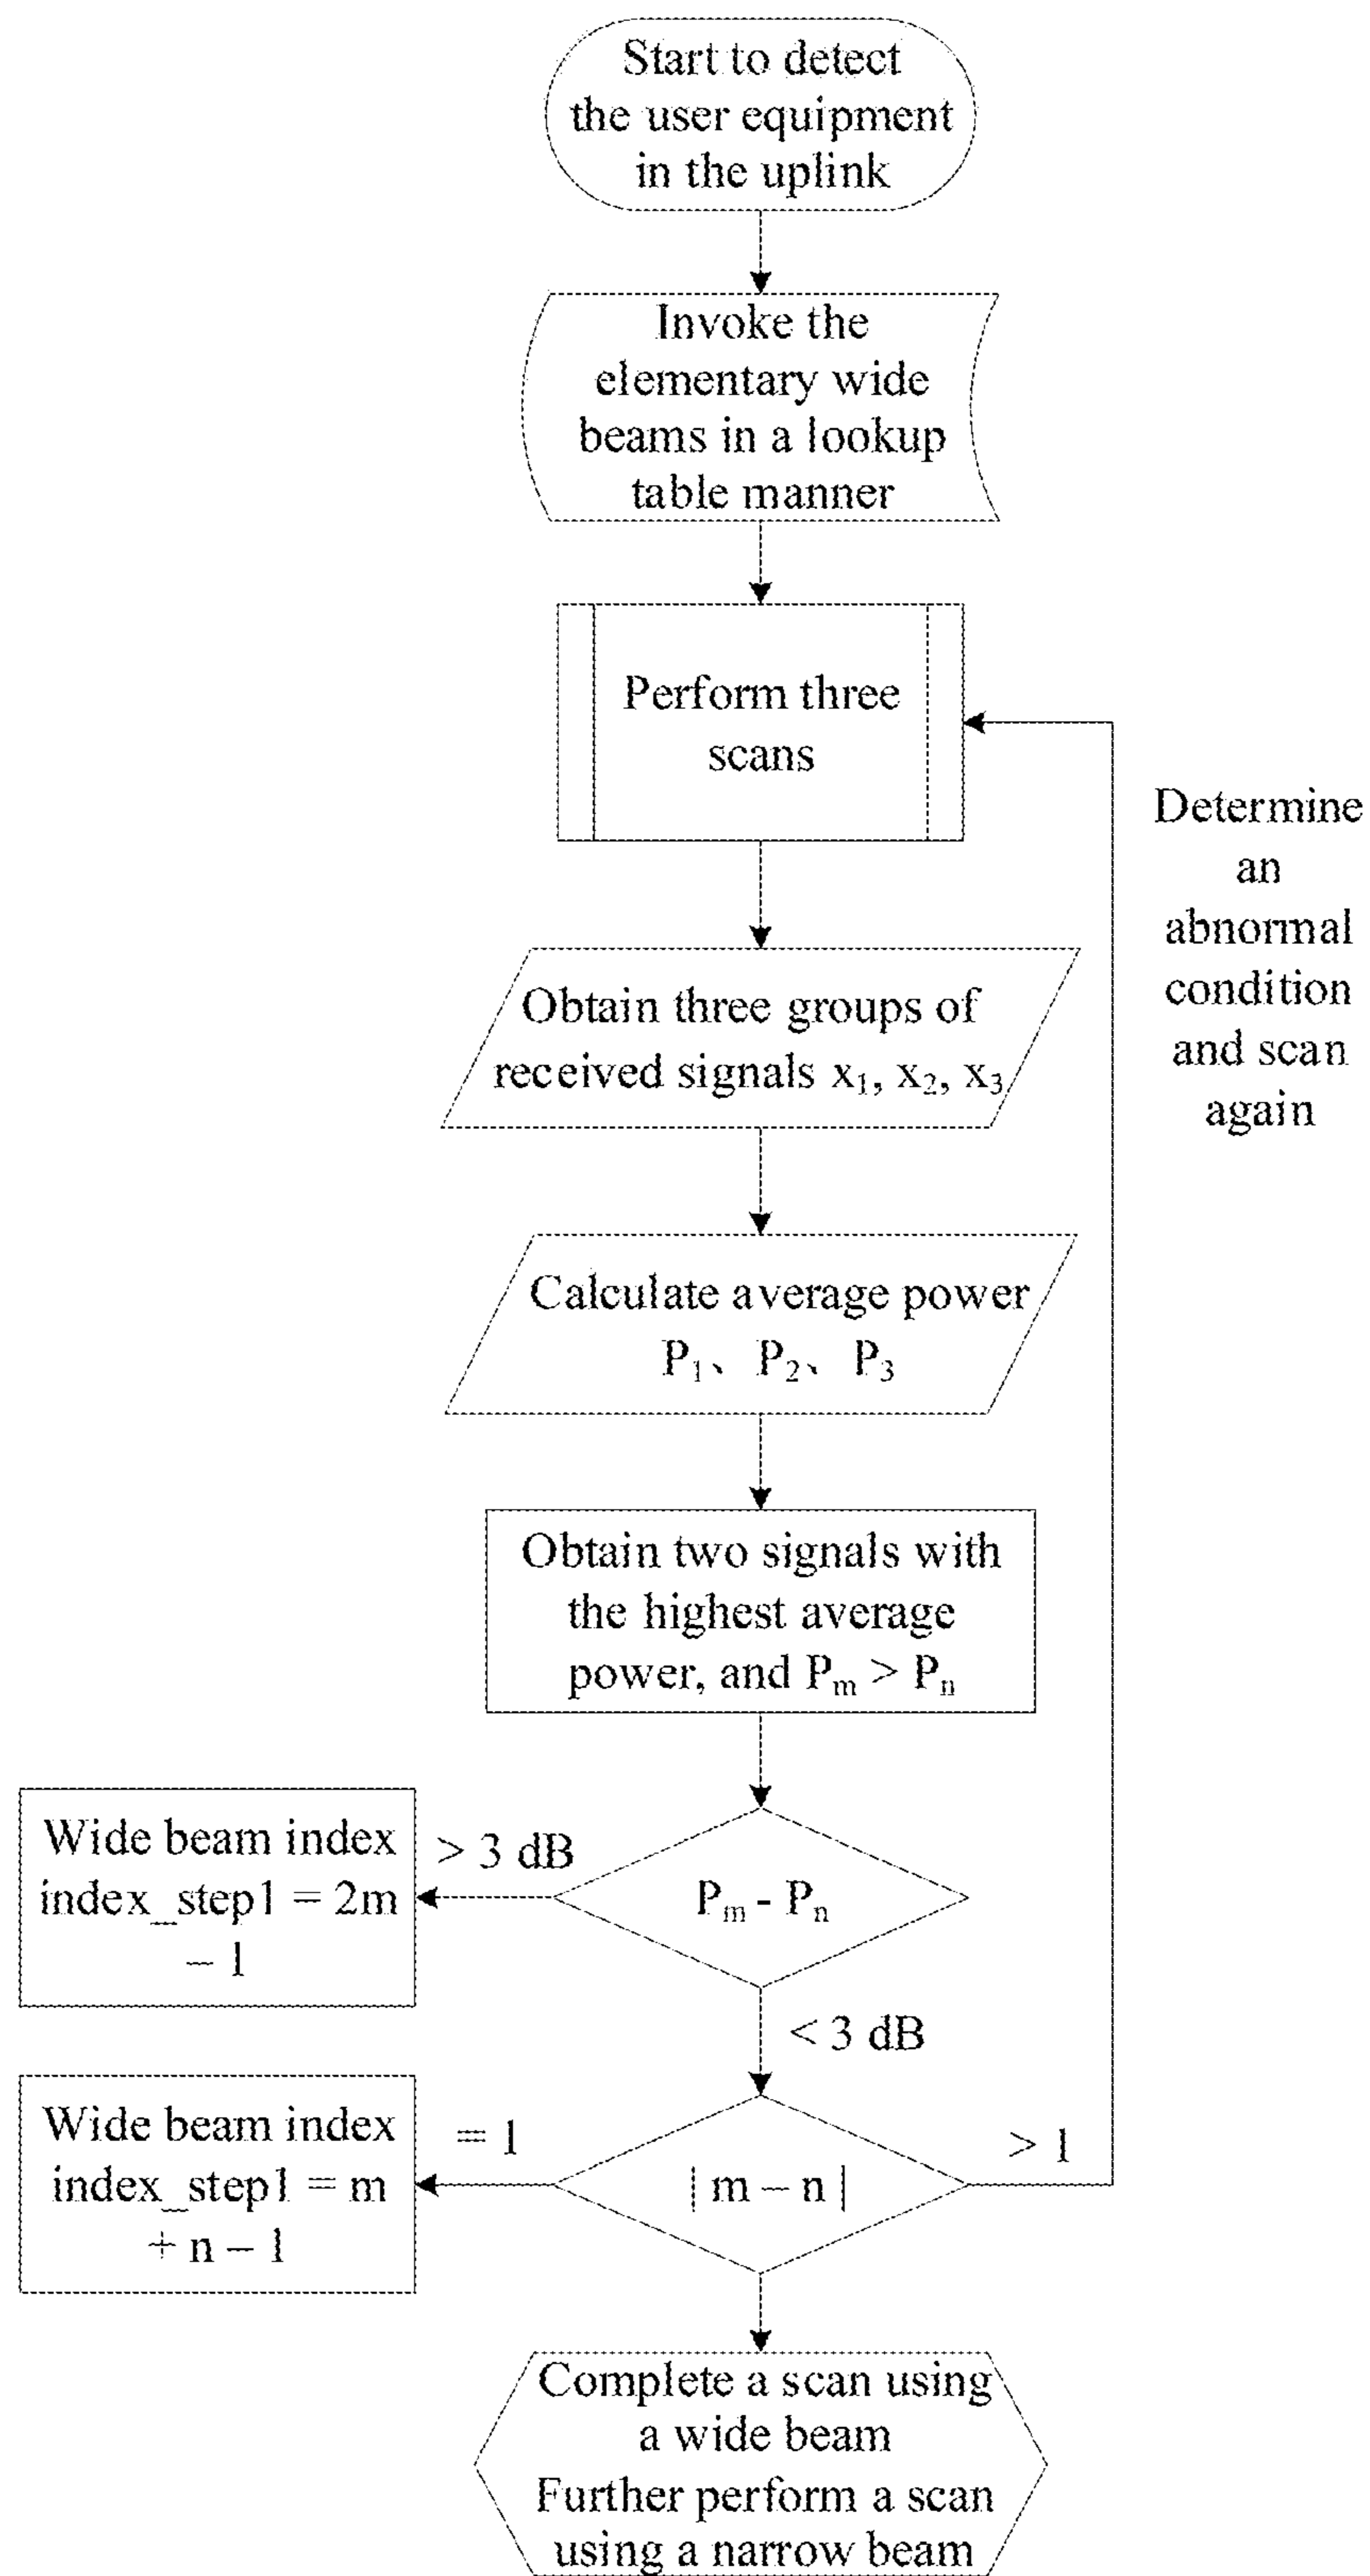 Start to detect
the user equipment
in the uplink
Invoke the
elementary wide
beams in a lookup
table manner
Perform three
scans
Determine
an
abnormal
condition
and scan
again
Obtain three groups of
received signals x₁, x₂, x₃
Calculate average power
P₁、 P₂、 P₃
Obtain two signals with
the highest average
power, and Pₘ > Pₙ
Wide beam index
index_step1 = 2m
– 1
> 3 dB
Pₘ - Pₙ
< 3 dB
Wide beam index
index_step1 = m
+ n – 1
= 1
| m – n |
> 1
Complete a scan using
a wide beam
Further perform a scan
using a narrow beam